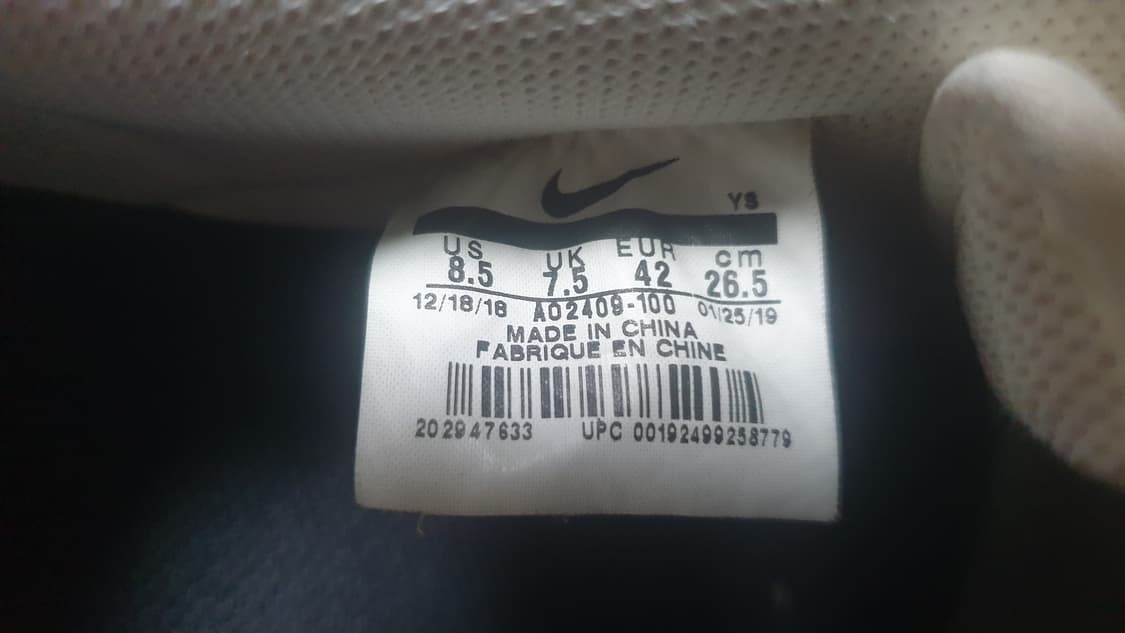 YS
US UK EUR cm
8.5 7.5 42 26.5
12/18/18 AO2409-100 01/25/19
MADE IN CHINA
FABRIQUE EN CHINE
202947633 UPC 00192499258779